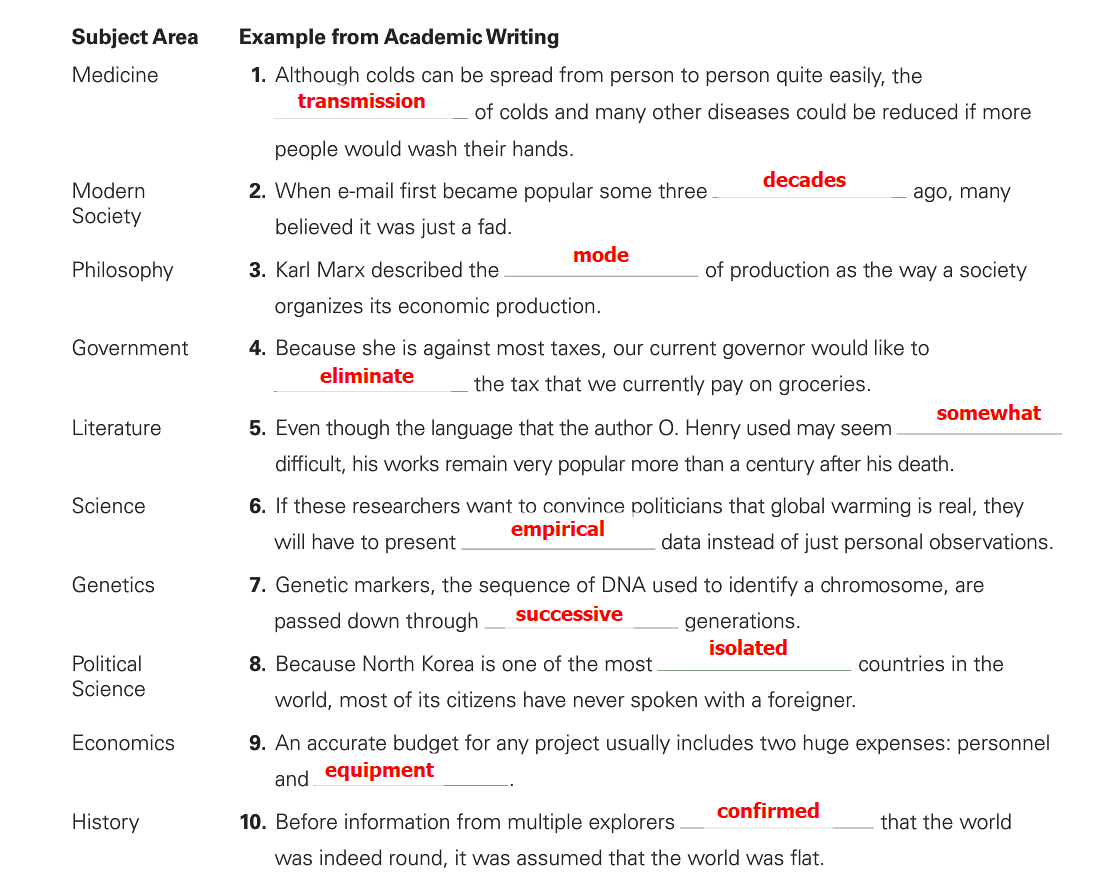 Subject Area Example from Academic Writing
Medicine 1. Although colds can be spread from person to person quite easily, the
transmission of colds and many other diseases could be reduced if more
people would wash their hands.
Modern 2. When e-mail first became popular some three decades ago, many
Society believed it was just a fad.
Philosophy 3. Karl Marx described the mode of production as the way a society
organizes its economic production.
Government 4. Because she is against most taxes, our current governor would like to
eliminate the tax that we currently pay on groceries.
Literature 5. Even though the language that the author O. Henry used may seem somewhat
difficult, his works remain very popular more than a century after his death.
Science 6. If these researchers want to convince politicians that global warming is real, they
will have to present empirical data instead of just personal observations.
Genetics 7. Genetic markers, the sequence of DNA used to identify a chromosome, are
passed down through successive generations.
Political 8. Because North Korea is one of the most isolated countries in the
Science world, most of its citizens have never spoken with a foreigner.
Economics 9. An accurate budget for any project usually includes two huge expenses: personnel
and equipment.
History 10. Before information from multiple explorers confirmed that the world
was indeed round, it was assumed that the world was flat.